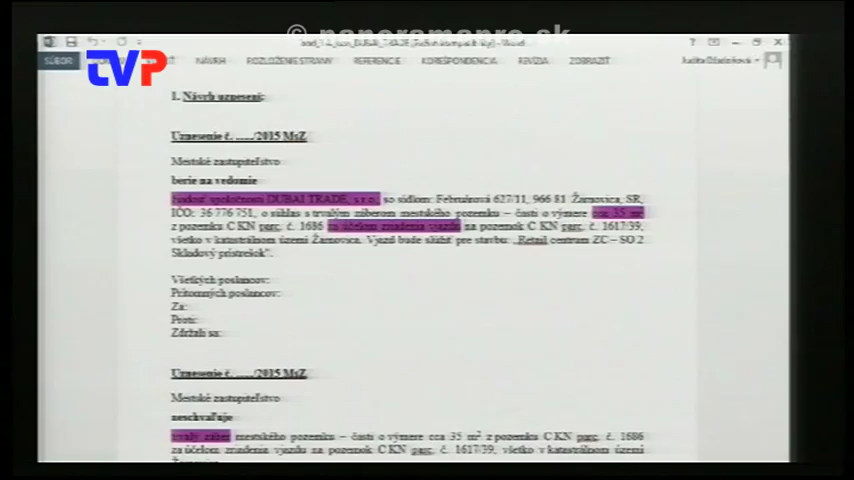 © panoramapro.sk
TVP
SÚBOR NÁVRH ROZLOŽENIE STRANY REFERENCIE KOREŠPONDENCIA REVÍZIA ZOBRAZIŤ
1. Návrh uznesení:
Uznesenie č. ...../2015 MsZ
Mestské zastupiteľstvo
berie na vedomie
žiadosť spoločnosti DUBAI TRADE, s.r.o. so sídlom: Februárová 627/11, 966 81 Žarnovica, SR,
IČO: 36 776 751, o súhlas s trvalým záberom mestského pozemku – časti o výmere cca 35 m²
z pozemku C KN parc. č. 1686 za účelom zriadenia vjazdu na pozemok C KN parc. č. 1617/39,
všetko v katastrálnom území Žarnovica. Vjazd bude slúžiť pre stavbu: „Retail centrum ZC – SO 2
Skladový prístrešok“.
Všetkých poslancov:
Prítomných poslancov:
Za:
Proti:
Zdržali sa:
Uznesenie č. ...../2015 MsZ
Mestské zastupiteľstvo
neschvaľuje
trvalý záber mestského pozemku – časti o výmere cca 35 m² z pozemku C KN parc. č. 1686
za účelom zriadenia vjazdu na pozemok C KN parc. č. 1617/39, všetko v katastrálnom území